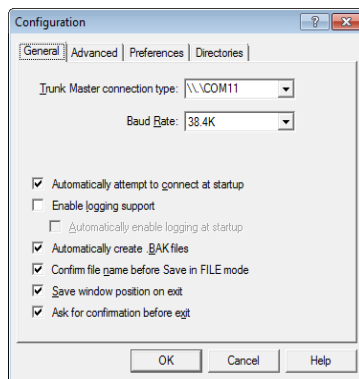 Configuration
General Advanced Preferences Directories
Trunk Master connection type: \\.\COM11
Baud Rate: 38.4K
Automatically attempt to connect at startup
Enable logging support
Automatically enable logging at startup
Automatically create .BAK files
Confirm file name before Save in FILE mode
Save window position on exit
Ask for confirmation before exit
OK Cancel Help